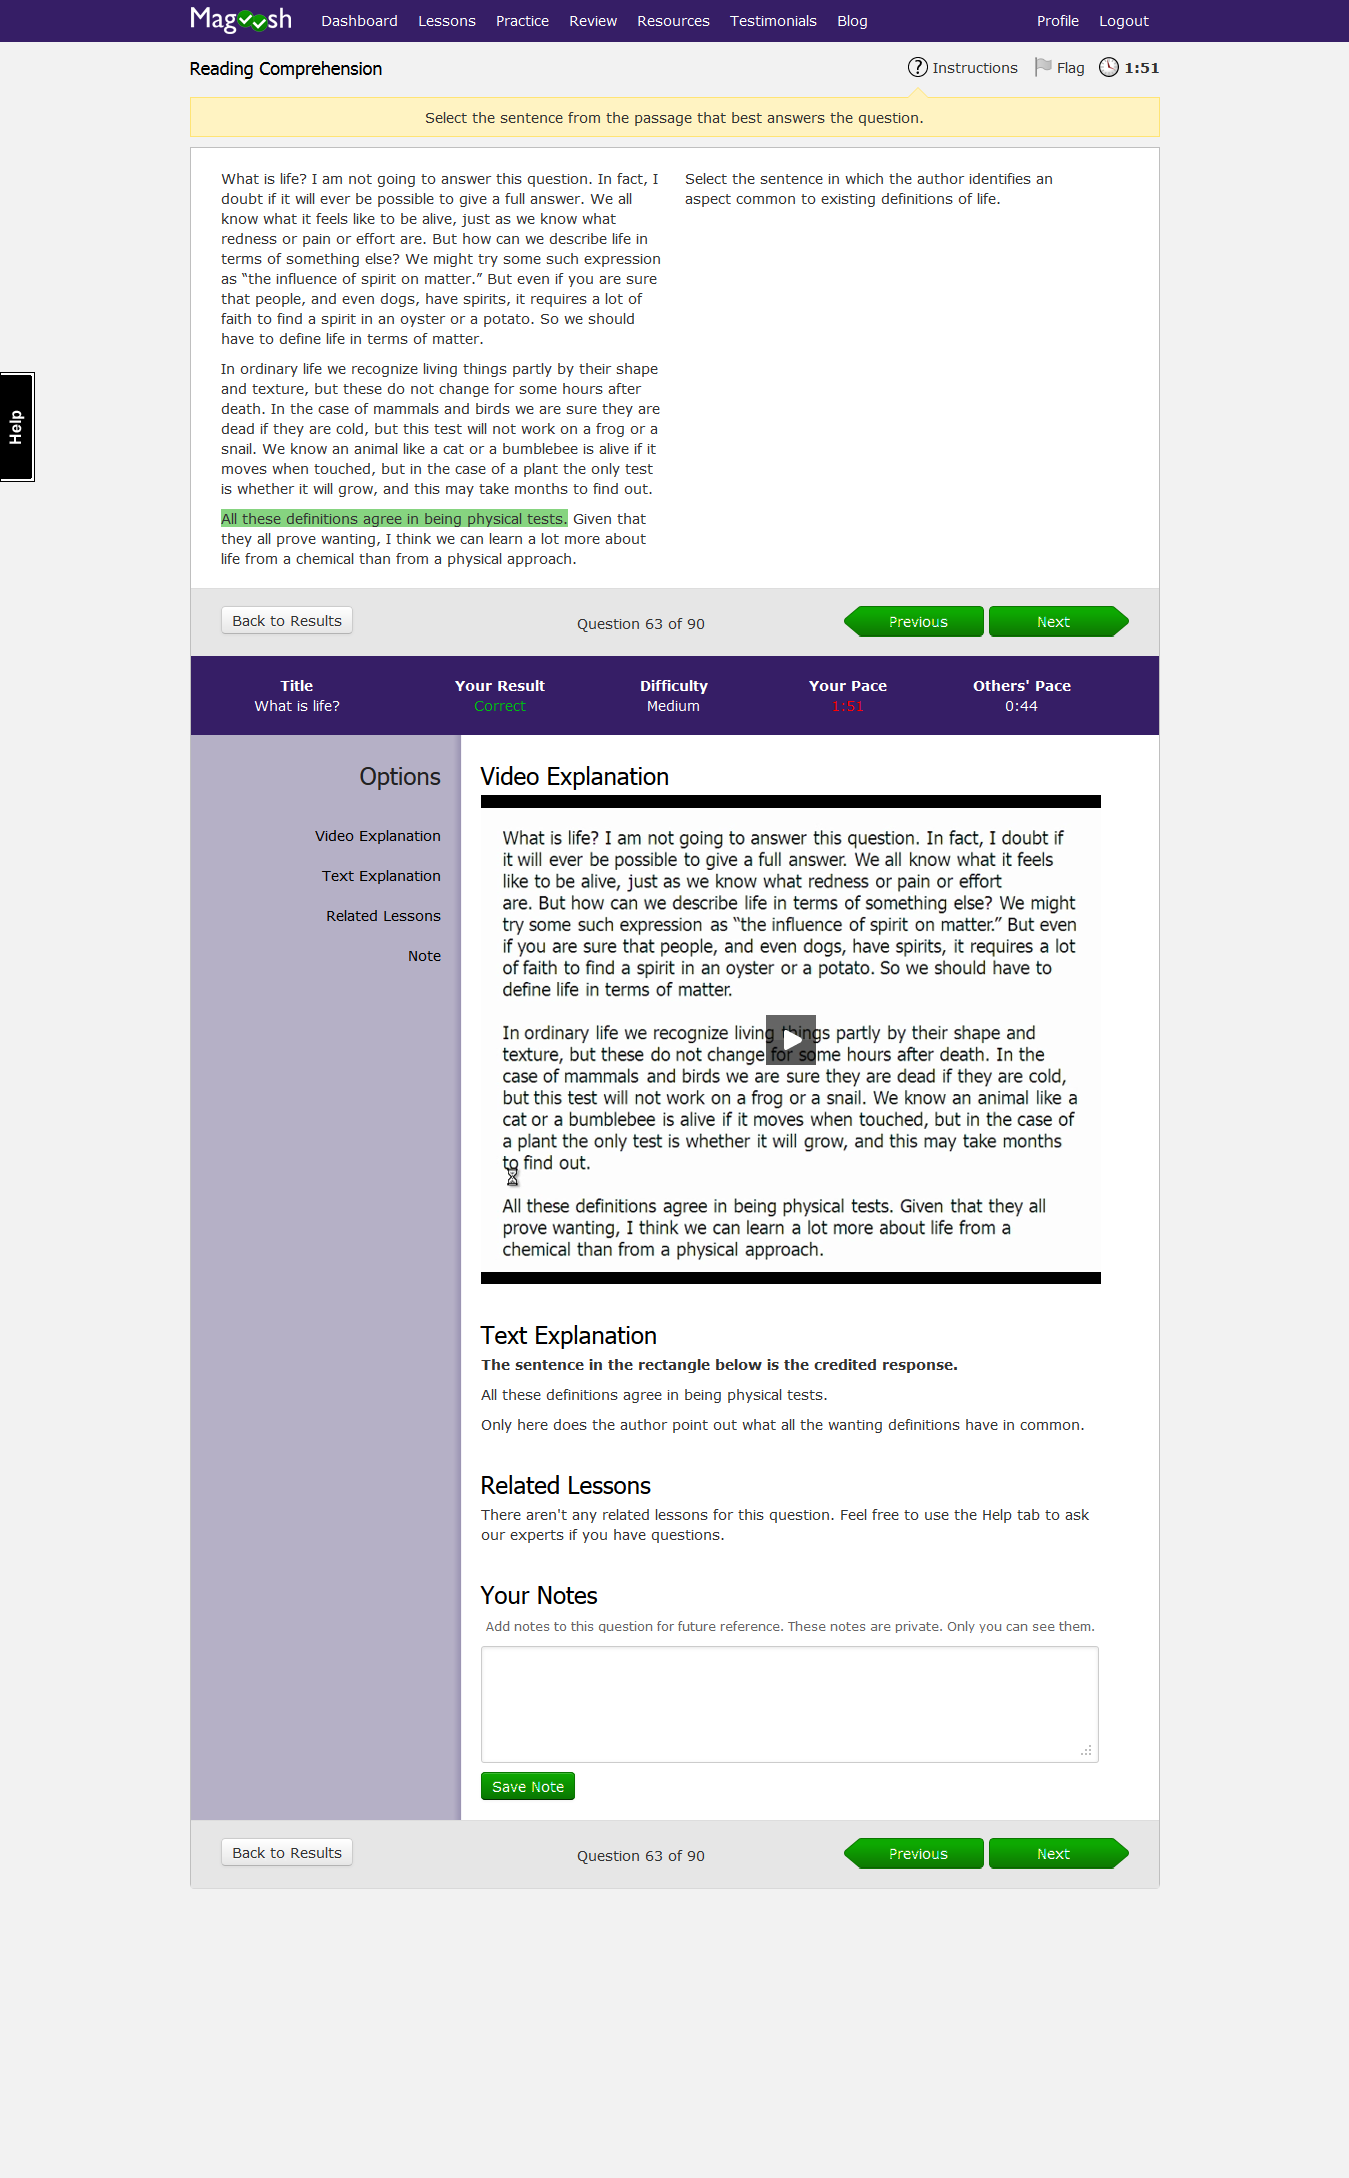 Magoosh Dashboard Lessons Practice Review Resources Testimonials Blog Profile Logout
Reading Comprehension
? Instructions Flag 1:51
Select the sentence from the passage that best answers the question.
What is life? I am not going to answer this question. In fact, I
doubt if it will ever be possible to give a full answer. We all
know what it feels like to be alive, just as we know what
redness or pain or effort are. But how can we describe life in
terms of something else? We might try some such expression
as “the influence of spirit on matter.” But even if you are sure
that people, and even dogs, have spirits, it requires a lot of
faith to find a spirit in an oyster or a potato. So we should
have to define life in terms of matter.
In ordinary life we recognize living things partly by their shape
and texture, but these do not change for some hours after
death. In the case of mammals and birds we are sure they are
dead if they are cold, but this test will not work on a frog or a
snail. We know an animal like a cat or a bumblebee is alive if it
moves when touched, but in the case of a plant the only test
is whether it will grow, and this may take months to find out.
All these definitions agree in being physical tests. Given that
they all prove wanting, I think we can learn a lot more about
life from a chemical than from a physical approach.
Select the sentence in which the author identifies an
aspect common to existing definitions of life.
Help
Back to Results Question 63 of 90 Previous Next
Title Your Result Difficulty Your Pace Others' Pace
What is life? Correct Medium 1:51 0:44
Options
Video Explanation
Text Explanation
Related Lessons
Note
Video Explanation
What is life? I am not going to answer this question. In fact, I doubt if
it will ever be possible to give a full answer. We all know what it feels
like to be alive, just as we know what redness or pain or effort
are. But how can we describe life in terms of something else? We might
try some such expression as “the influence of spirit on matter.” But even
if you are sure that people, and even dogs, have spirits, it requires a lot
of faith to find a spirit in an oyster or a potato. So we should have to
define life in terms of matter.
In ordinary life we recognize living things partly by their shape and
texture, but these do not change for some hours after death. In the
case of mammals and birds we are sure they are dead if they are cold,
but this test will not work on a frog or a snail. We know an animal like a
cat or a bumblebee is alive if it moves when touched, but in the case of
a plant the only test is whether it will grow, and this may take months
to find out.
All these definitions agree in being physical tests. Given that they all
prove wanting, I think we can learn a lot more about life from a
chemical than from a physical approach.
Text Explanation
The sentence in the rectangle below is the credited response.
All these definitions agree in being physical tests.
Only here does the author point out what all the wanting definitions have in common.
Related Lessons
There aren't any related lessons for this question. Feel free to use the Help tab to ask
our experts if you have questions.
Your Notes
Add notes to this question for future reference. These notes are private. Only you can see them.
Save Note
Back to Results Question 63 of 90 Previous Next